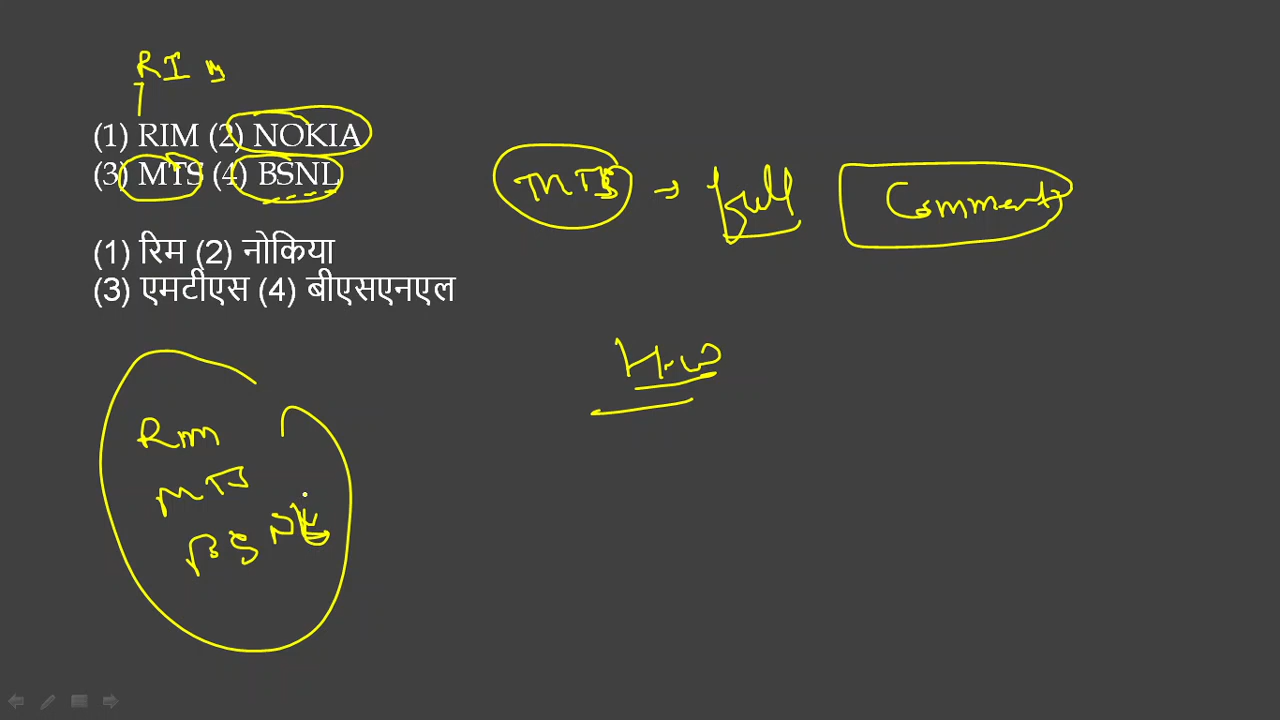 RIM
(1) RIM (2) NOKIA
(3) MTS (4) BSNL
MTS → full Comment
(1) रिम (2) नोकिया
(3) एमटीएस (4) बीएसएनएल
H.W
Rim
MTS
BSNL